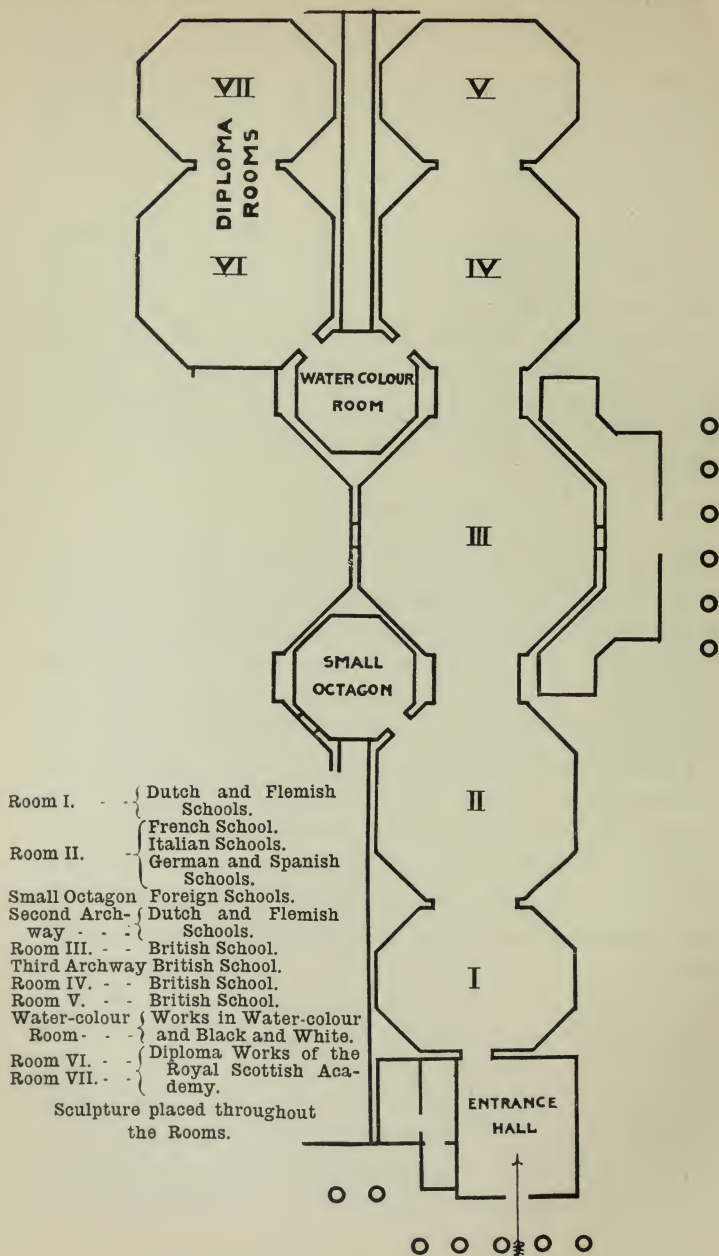 VII
V
DIPLOMA
ROOMS
VI
IV
WATER COLOUR
ROOM
III
SMALL
OCTAGON
II
Room I. - - Dutch and Flemish
Schools.
French School.
Room II. - Italian Schools.
German and Spanish
Schools.
Small Octagon Foreign Schools.
Second Arch- Dutch and Flemish
way - - - Schools.
Room III. - - British School.
Third Archway British School.
Room IV. - - British School.
Room V. - - British School.
Water-colour Works in Water-colour
Room - - - and Black and White.
Room VI. - - Diploma Works of the
Room VII. - - Royal Scottish Aca-
demy.
Sculpture placed throughout
the Rooms.
I
ENTRANCE
HALL